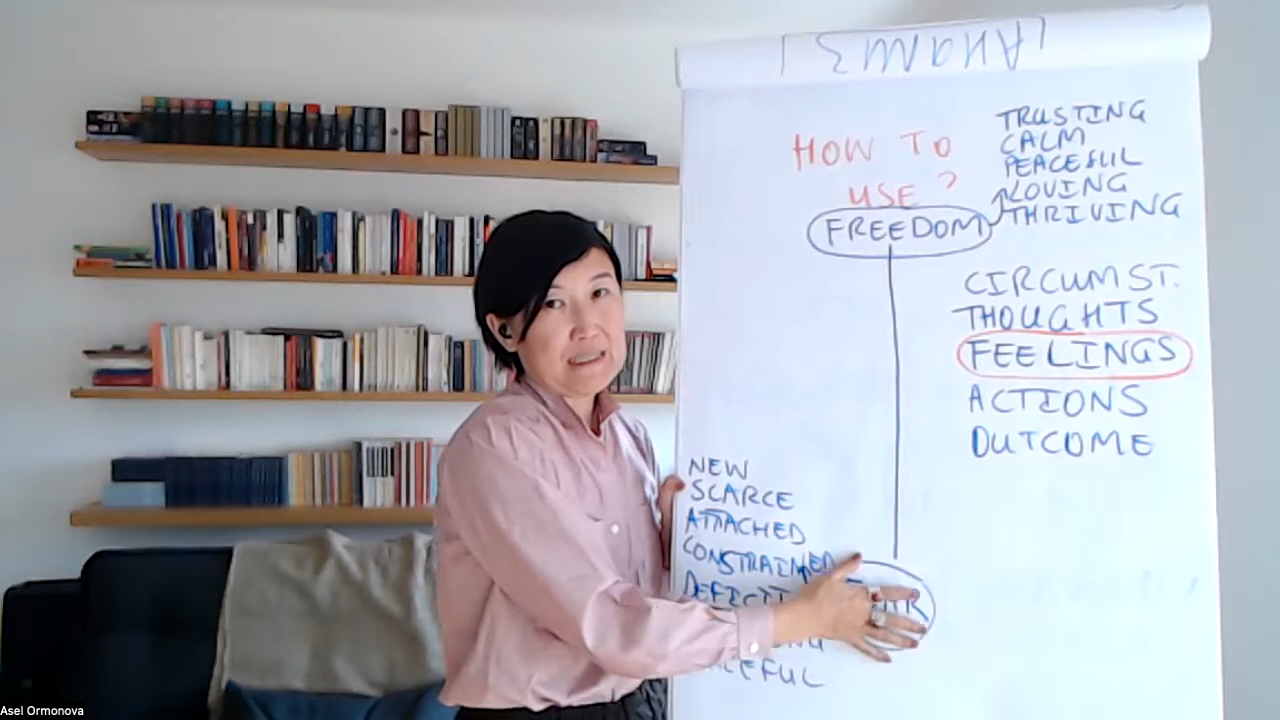 HOW TO
USE?
FREEDOM
TRUSTING
CALM
PEACEFUL
LOVING
THRIVING
CIRCUMST.
THOUGHTS
FEELINGS
ACTIONS
OUTCOME
NEW
SCARCE
ATTACHED
CONSTRAINED
Asel Ormonova